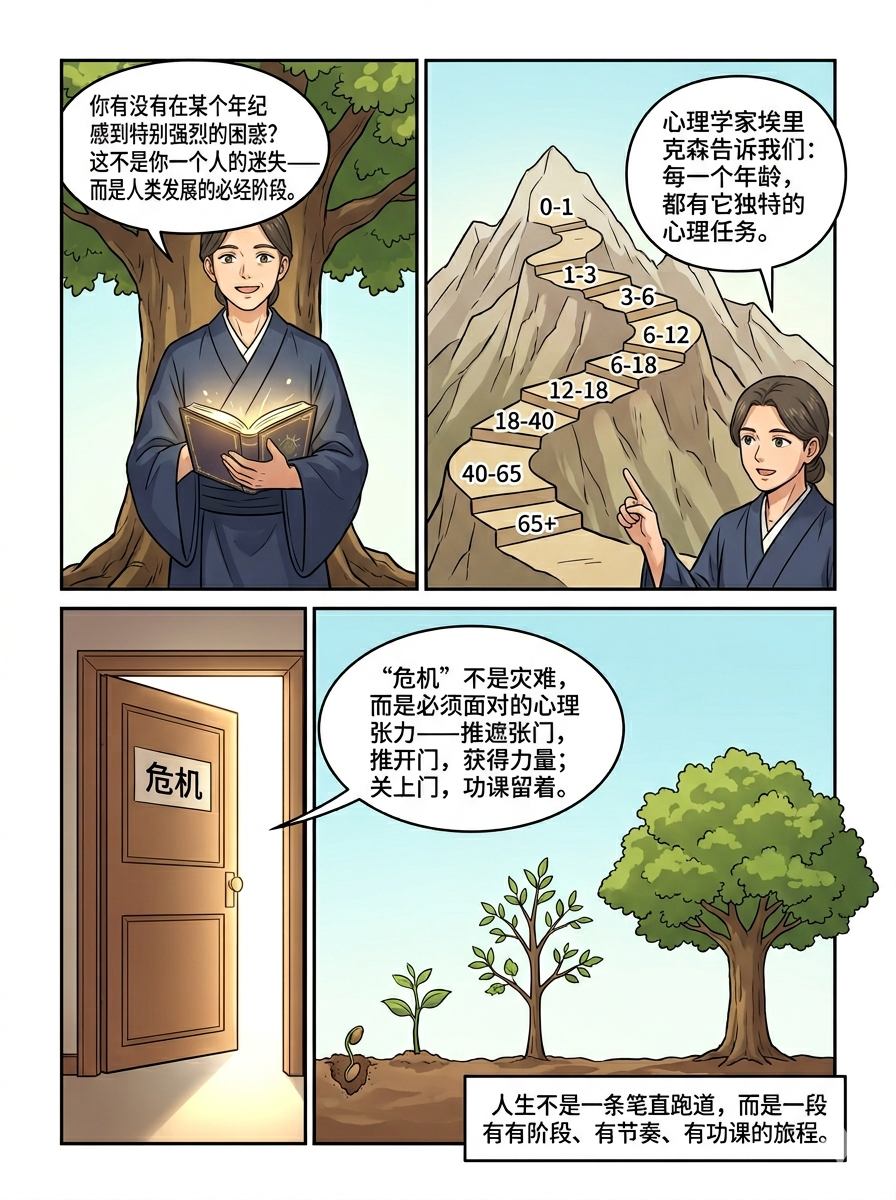 你有没有在某个年纪
感到特别强烈的困惑?
这不是你一个人的迷失——
而是人类发展的必经阶段。
心理学家埃里
克森告诉我们:
每一个年龄，
都有它独特的
心理任务。
0-1
1-3
3-6
6-12
6-18
12-18
18-40
40-65
65+
危机
“危机”不是灾难，
而是必须面对的心理
张力——推遮张门，
推开门，获得力量；
关上门，功课留着。
人生不是一条笔直跑道，而是一段
有有阶段、有节奏、有功课的旅程。